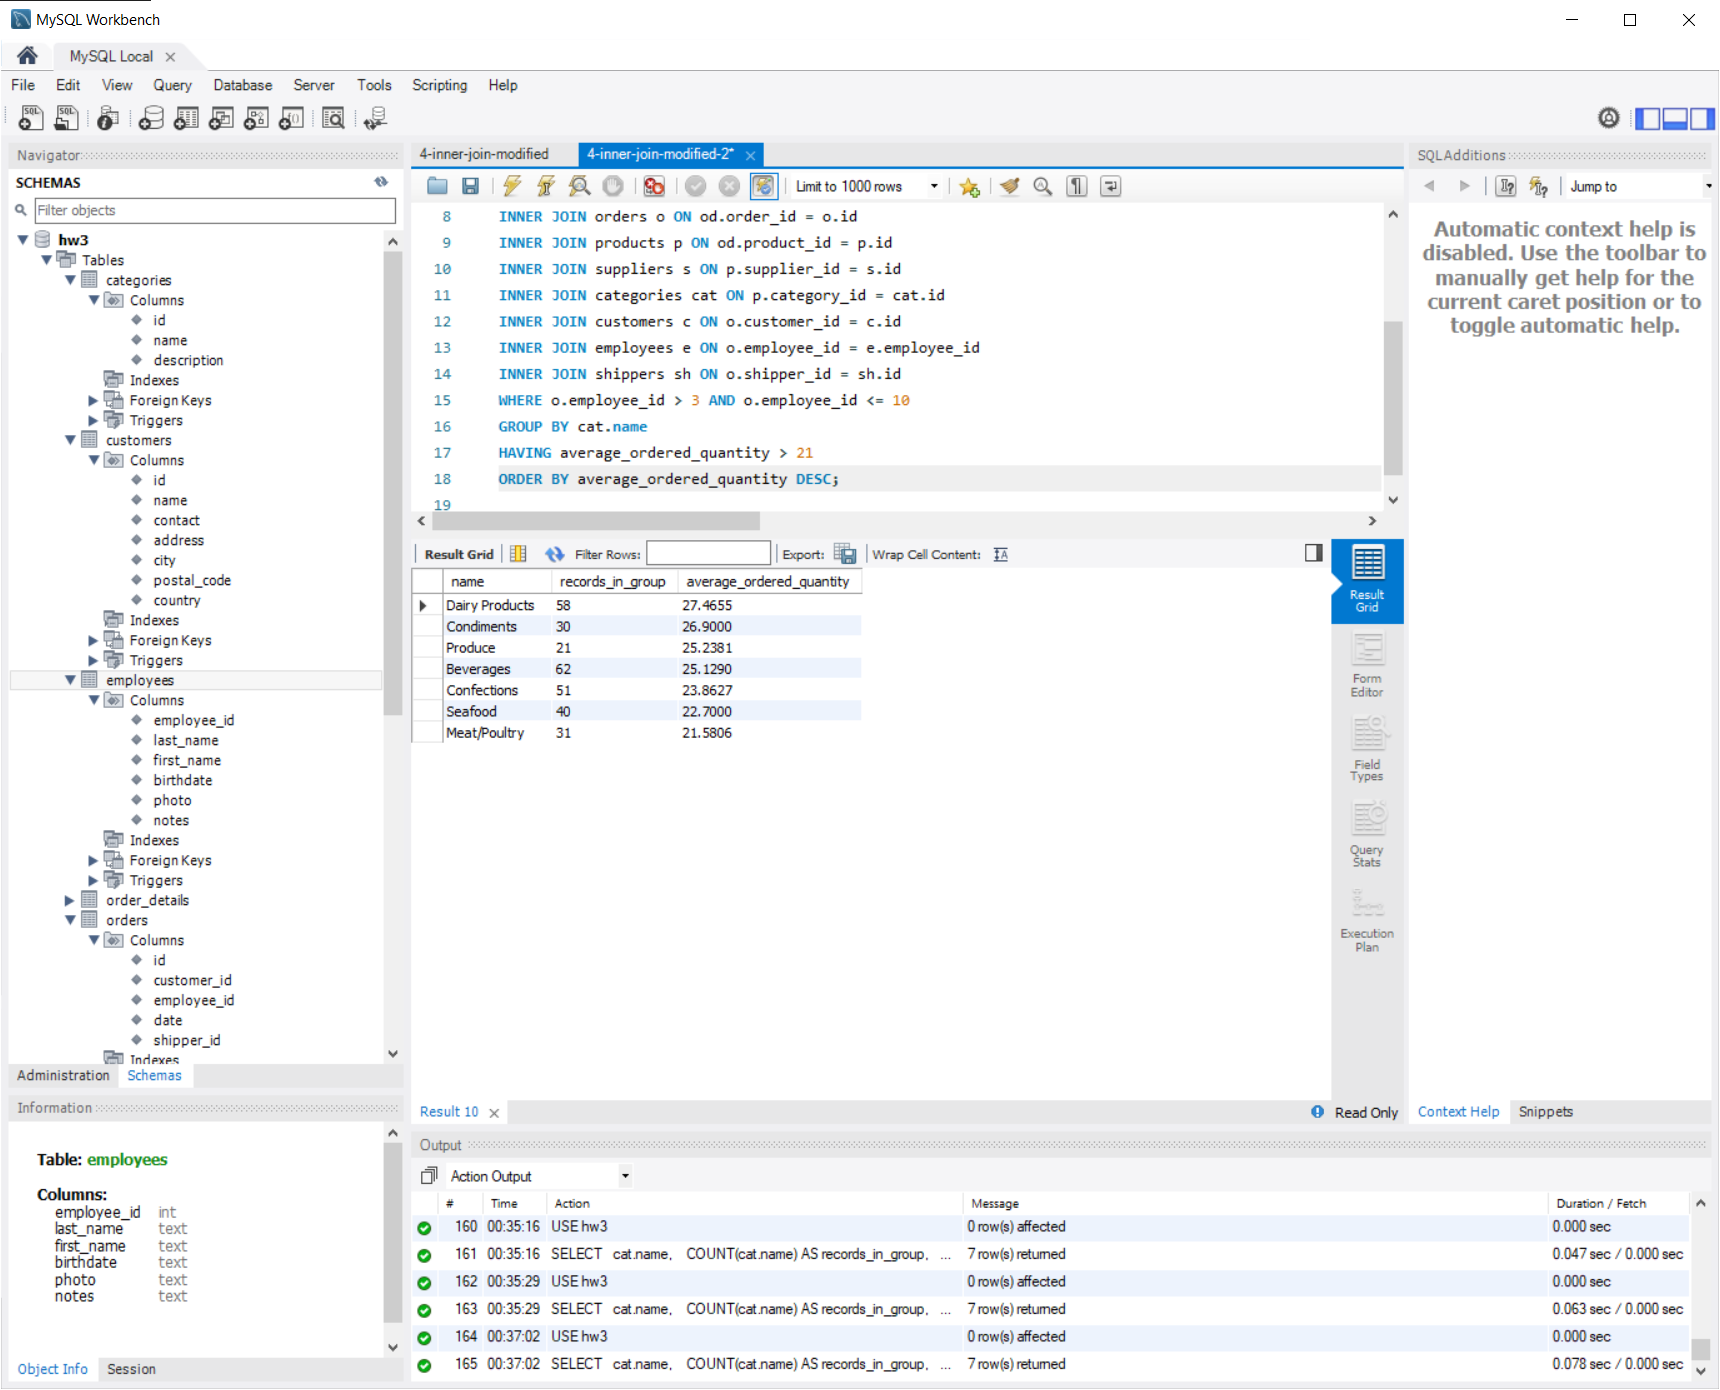 MySQL Workbench
MySQL Local
File Edit View Query Database Server Tools Scripting Help
Navigator
SCHEMAS
Filter objects
hw3
Tables
categories
Columns
id
name
description
Indexes
Foreign Keys
Triggers
customers
Columns
id
name
contact
address
city
postal_code
country
Indexes
Foreign Keys
Triggers
employees
Columns
employee_id
last_name
first_name
birthdate
photo
notes
Indexes
Foreign Keys
Triggers
order_details
orders
Columns
id
customer_id
employee_id
date
shipper_id
Indexes
Administration Schemas
Information
Table: employees
Columns:
employee_id int
last_name text
first_name text
birthdate text
photo text
notes text
Object Info Session
4-inner-join-modified 4-inner-join-modified-2*
Limit to 1000 rows
8 INNER JOIN orders o ON od.order_id = o.id
9 INNER JOIN products p ON od.product_id = p.id
10 INNER JOIN suppliers s ON p.supplier_id = s.id
11 INNER JOIN categories cat ON p.category_id = cat.id
12 INNER JOIN customers c ON o.customer_id = c.id
13 INNER JOIN employees e ON o.employee_id = e.employee_id
14 INNER JOIN shippers sh ON o.shipper_id = sh.id
15 WHERE o.employee_id > 3 AND o.employee_id <= 10
16 GROUP BY cat.name
17 HAVING average_ordered_quantity > 21
18 ORDER BY average_ordered_quantity DESC;
19
Result Grid Filter Rows: Export: Wrap Cell Content:
name records_in_group average_ordered_quantity
Dairy Products 58 27.4655
Condiments 30 26.9000
Produce 21 25.2381
Beverages 62 25.1290
Confections 51 23.8627
Seafood 40 22.7000
Meat/Poultry 31 21.5806
Result
Grid
Form
Editor
Field
Types
Query
Stats
Execution
Plan
Result 10 Read Only
SQLAdditions
Jump to
Automatic context help is
disabled. Use the toolbar to
manually get help for the
current caret position or to
toggle automatic help.
Context Help Snippets
Output
Action Output
# Time Action Message Duration / Fetch
160 00:35:16 USE hw3 0 row(s) affected 0.000 sec
161 00:35:16 SELECT cat.name, COUNT(cat.name) AS records_in_group, ... 7 row(s) returned 0.047 sec / 0.000 sec
162 00:35:29 USE hw3 0 row(s) affected 0.000 sec
163 00:35:29 SELECT cat.name, COUNT(cat.name) AS records_in_group, ... 7 row(s) returned 0.063 sec / 0.000 sec
164 00:37:02 USE hw3 0 row(s) affected 0.000 sec
165 00:37:02 SELECT cat.name, COUNT(cat.name) AS records_in_group, ... 7 row(s) returned 0.078 sec / 0.000 sec